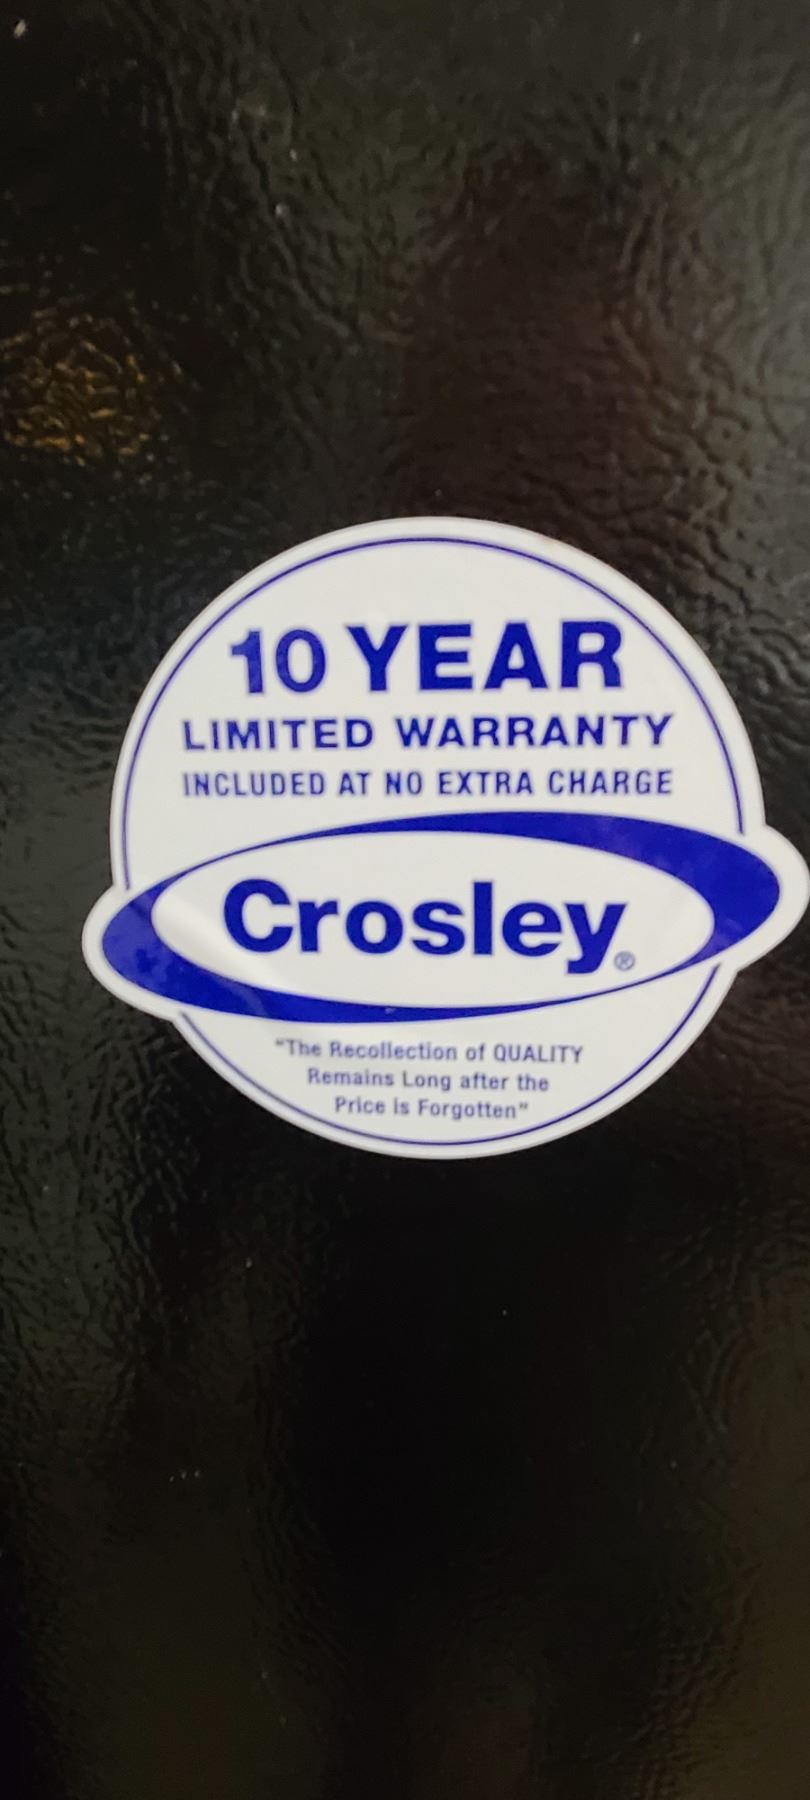 10 YEAR
LIMITED WARRANTY
INCLUDED AT NO EXTRA CHARGE
Crosley®
"The Recollection of QUALITY
Remains Long after the
Price is Forgotten"